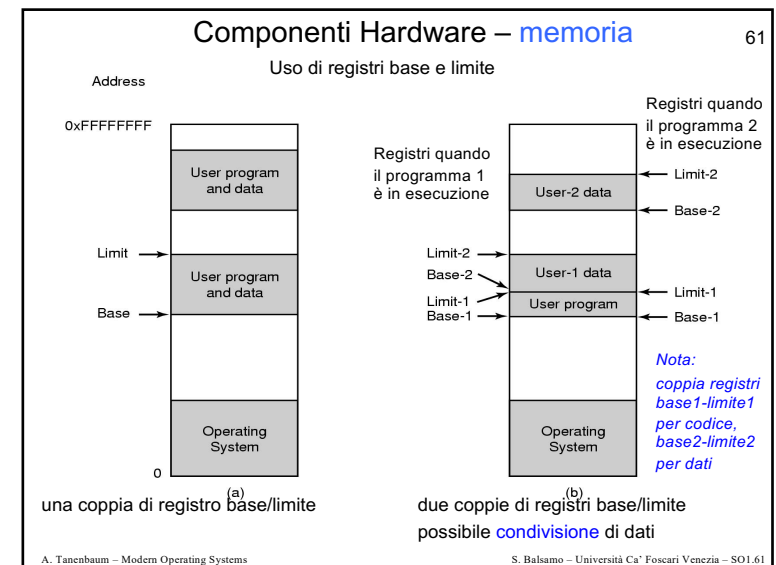 Componenti Hardware – memoria
61
Uso di registri base e limite
Address
0xFFFFFFFF
User program
and data
Limit
User program
and data
Base
Operating
System
0
(a)
una coppia di registro base/limite
Registri quando
il programma 1
è in esecuzione
Registri quando
il programma 2
è in esecuzione
User-2 data
Limit-2
Base-2
Limit-2
Base-2
Limit-1
Base-1
User-1 data
User program
Limit-1
Base-1
Operating
System
Nota:
coppia registri
base1-limite1
per codice,
base2-limite2
per dati
(b)
due coppie di registri base/limite
possibile condivisione di dati
A. Tanenbaum – Modern Operating Systems
S. Balsamo – Università Ca’ Foscari Venezia – SO1.61